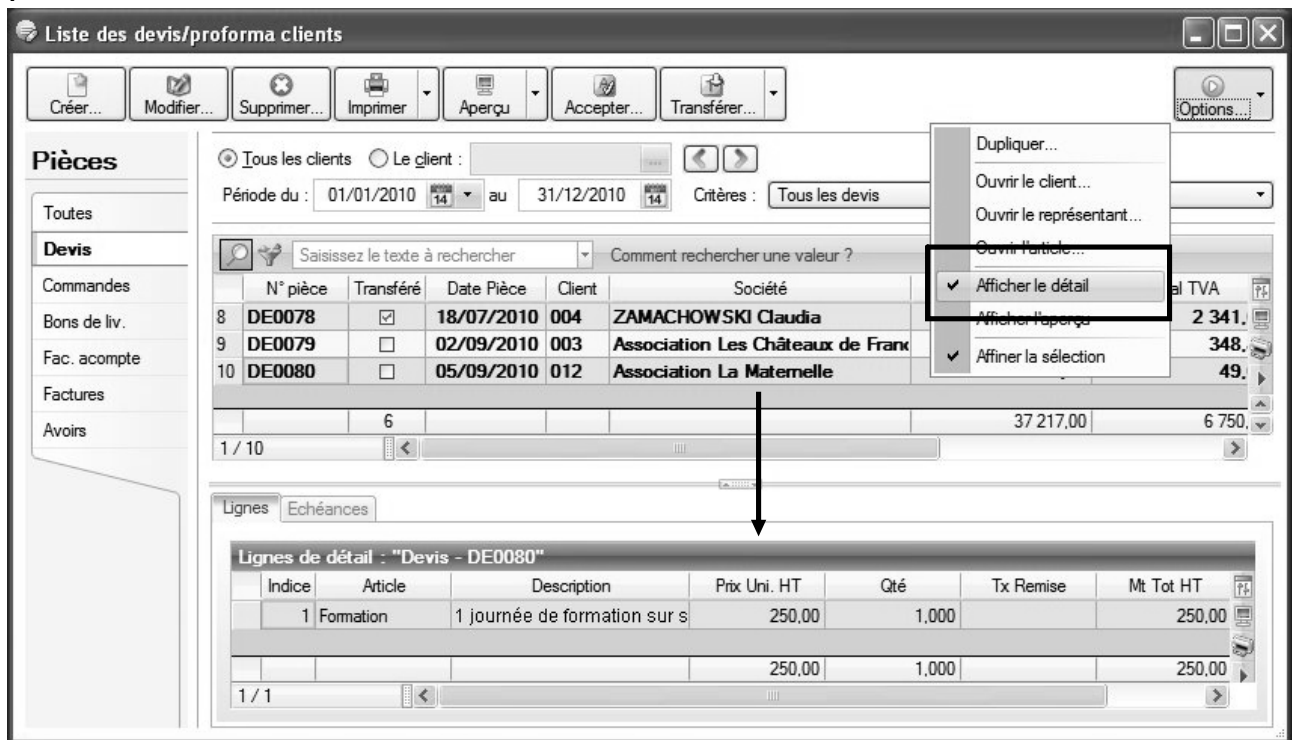 Liste des devis/proforma clients
Créer... Modifier... Supprimer... Imprimer Aperçu Accepter... Transférer... Options...
Pièces
Toutes
Devis
Commandes
Bons de liv.
Fac. acompte
Factures
Avoirs
Tous les clients Le client :
Période du : 01/01/2010 14 au 31/12/2010 14 Critères : Tous les devis
Saisissez le texte à rechercher Comment rechercher une valeur ?
Dupliquer...
Ouvrir le client...
Ouvrir le représentant...
Ouvrir l'article...
Afficher le détail
Afficher l'aperçu
Affiner la sélection
N° pièce Transféré Date Pièce Client Société al TVA
8 DE0078 18/07/2010 004 ZAMACHOWSKI Claudia 2 341,
9 DE0079 02/09/2010 003 Association Les Châteaux de Franc 348,
10 DE0080 05/09/2010 012 Association La Maternelle 49,
6 37 217,00 6 750,
1 / 10
Lignes Echéances
Lignes de détail : "Devis - DE0080"
Indice Article Description Prix Uni. HT Qté Tx Remise Mt Tot HT
1 Formation 1 journée de formation sur s 250,00 1,000 250,00
250,00 1,000 250,00
1 / 1